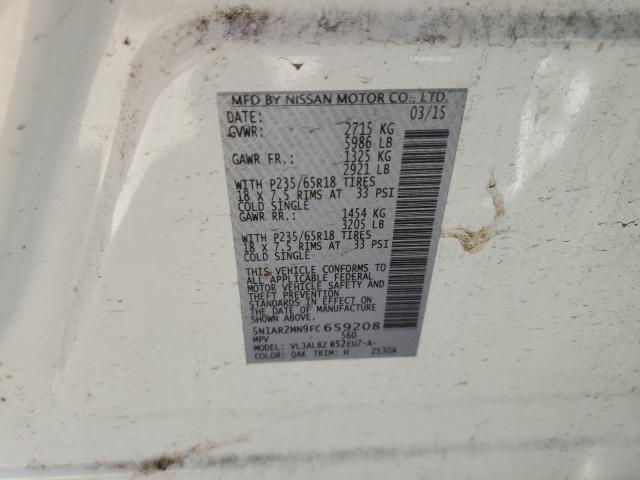 MFD BY NISSAN MOTOR CO., LTD.
DATE: 03/15
GVWR: 2715 KG
5986 LB
GAWR FR.: 1325 KG
2921 LB
WITH P235/65R18 TIRES
18 X 7.5 RIMS AT 33 PSI
COLD SINGLE
GAWR RR.: 1454 KG
3205 LB
WITH P235/65R18 TIRES
18 X 7.5 RIMS AT 33 PSI
COLD SINGLE
THIS VEHICLE CONFORMS TO
ALL APPLICABLE FEDERAL
MOTOR VEHICLE SAFETY AND
THEFT PREVENTION
STANDARDS IN EFFECT ON
THE DATE OF MANUFACTURE
SHOWN ABOVE.
5N1AR2MN9FC659208
MPV 560
MODEL: VLJALBZ R52EU7-A-
COLOR: QAK TRIM: H 2530A